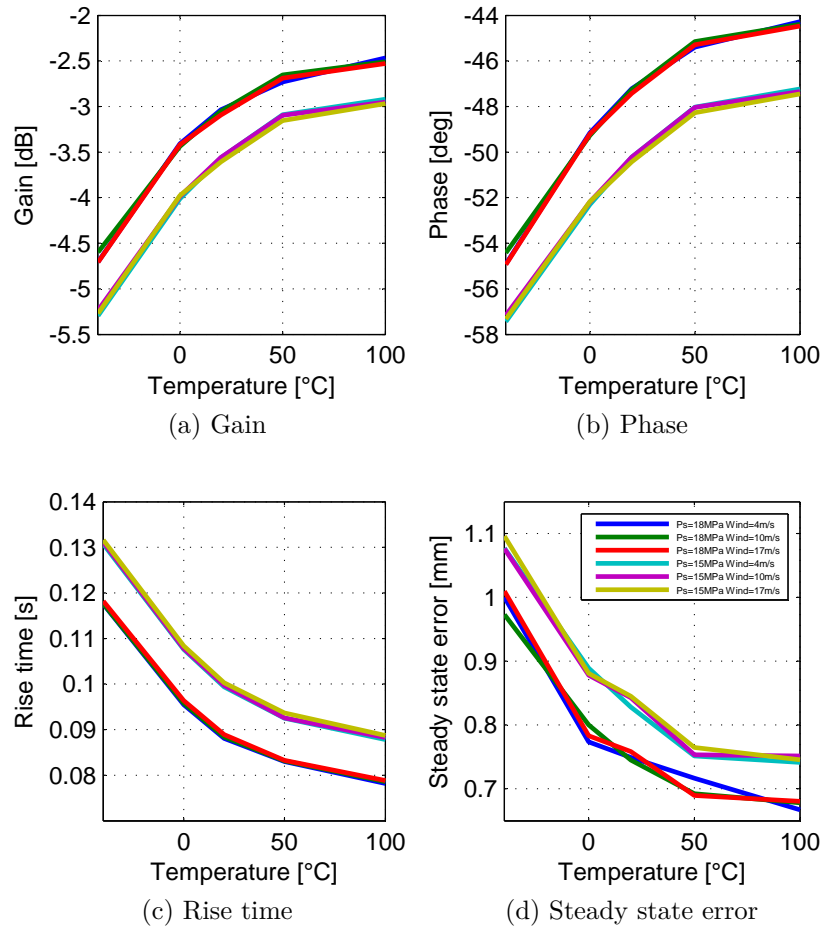 -2
-2.5
-3
-3.5
-4
-4.5
-5
-5.5
Gain [dB]
0
50
100
Temperature [°C]
(a) Gain
-44
-46
-48
-50
-52
-54
-56
-58
Phase [deg]
0
50
100
Temperature [°C]
(b) Phase
0.14
0.13
0.12
0.11
0.1
0.09
0.08
Rise time [s]
0
50
100
Temperature [°C]
(c) Rise time
1.1
1
0.9
0.8
0.7
Steady state error [mm]
Ps=18MPa Wind=4m/s
Ps=18MPa Wind=10m/s
Ps=18MPa Wind=17m/s
Ps=15MPa Wind=4m/s
Ps=15MPa Wind=10m/s
Ps=15MPa Wind=17m/s
0
50
100
Temperature [°C]
(d) Steady state error